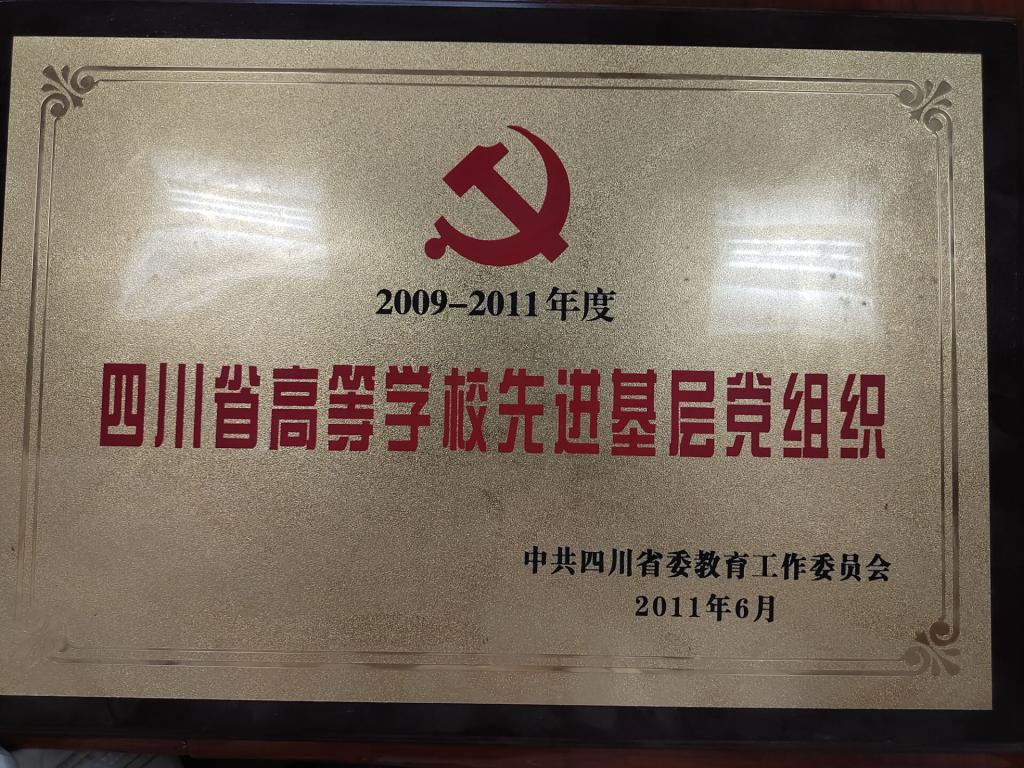 2009-2011年度
四川省高等学校先进基层党组织
中共四川省委教育工作委员会
2011年6月